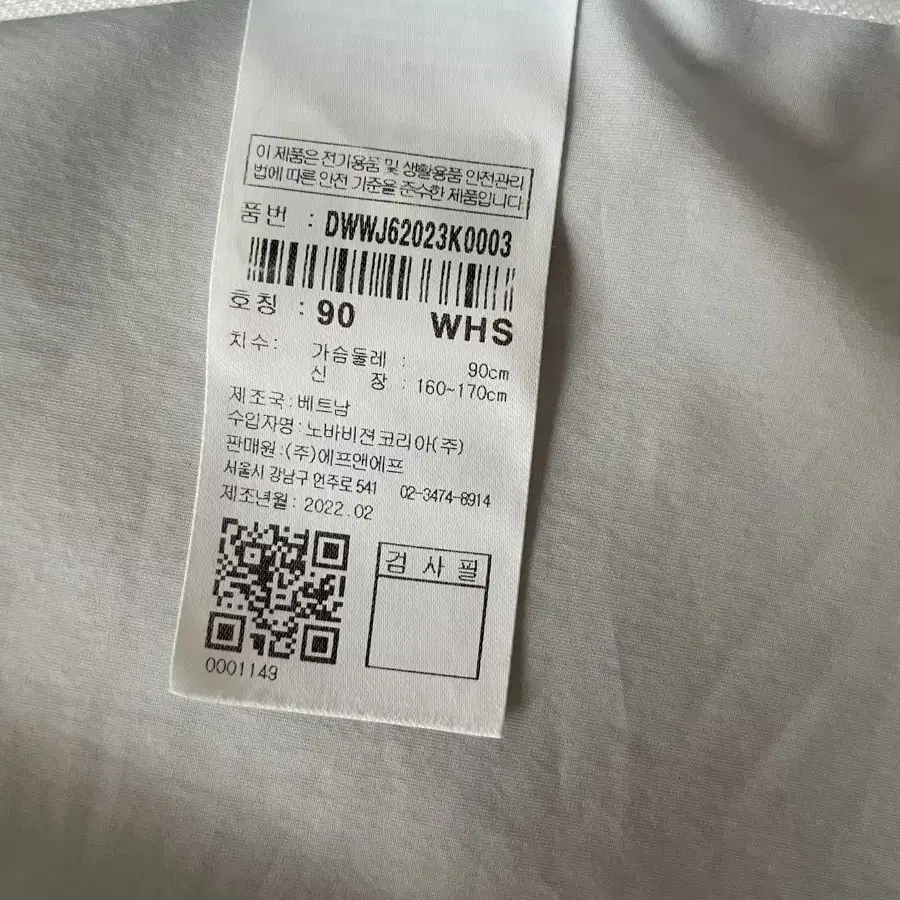 이 제품은 전기용품 및 생활용품 안전관리
법에 따른 안전 기준을 준수한 제품입니다.
품번 : DWWJ62023K0003
호칭 : 90 WHS
치수: 가슴둘레 : 90cm
신 장 : 160~170cm
제조국:베트남
수입자명:노바비젼코리아(주)
판매원:(주)에프앤에프
서울시 강남구 언주로 541 02-3474-8914
제조년월: 2022.02
검 사 필
0001149